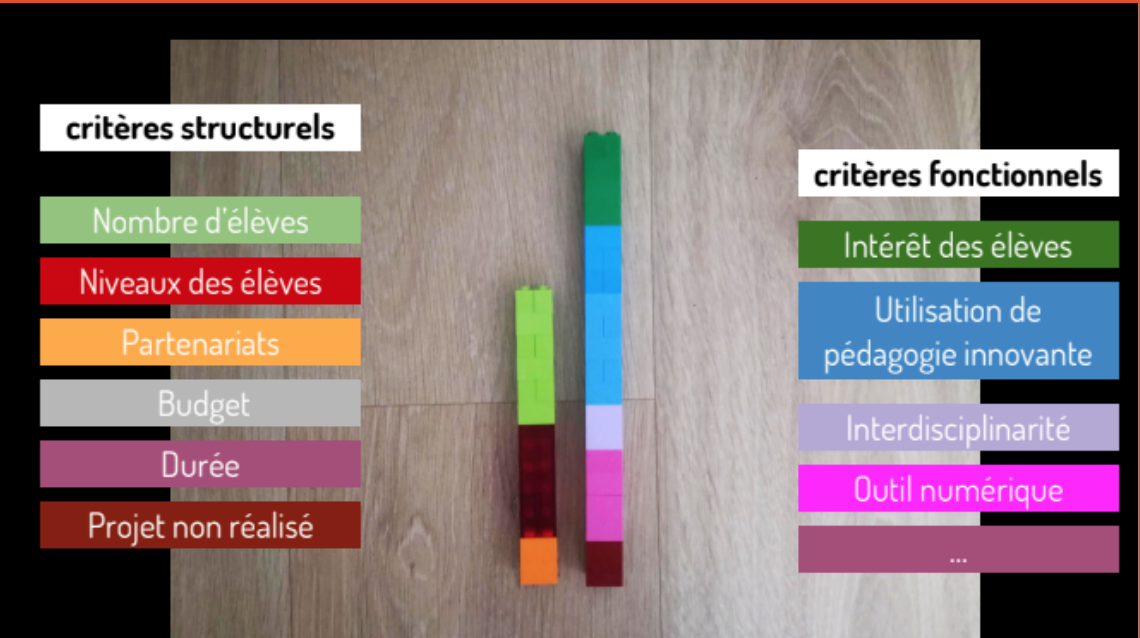 critères structurels
Nombre d'élèves
Niveaux des élèves
Partenariats
Budget
Durée
Projet non réalisé
critères fonctionnels
Intérêt des élèves
Utilisation de
pédagogie innovante
Interdisciplinarité
Outil numérique
...